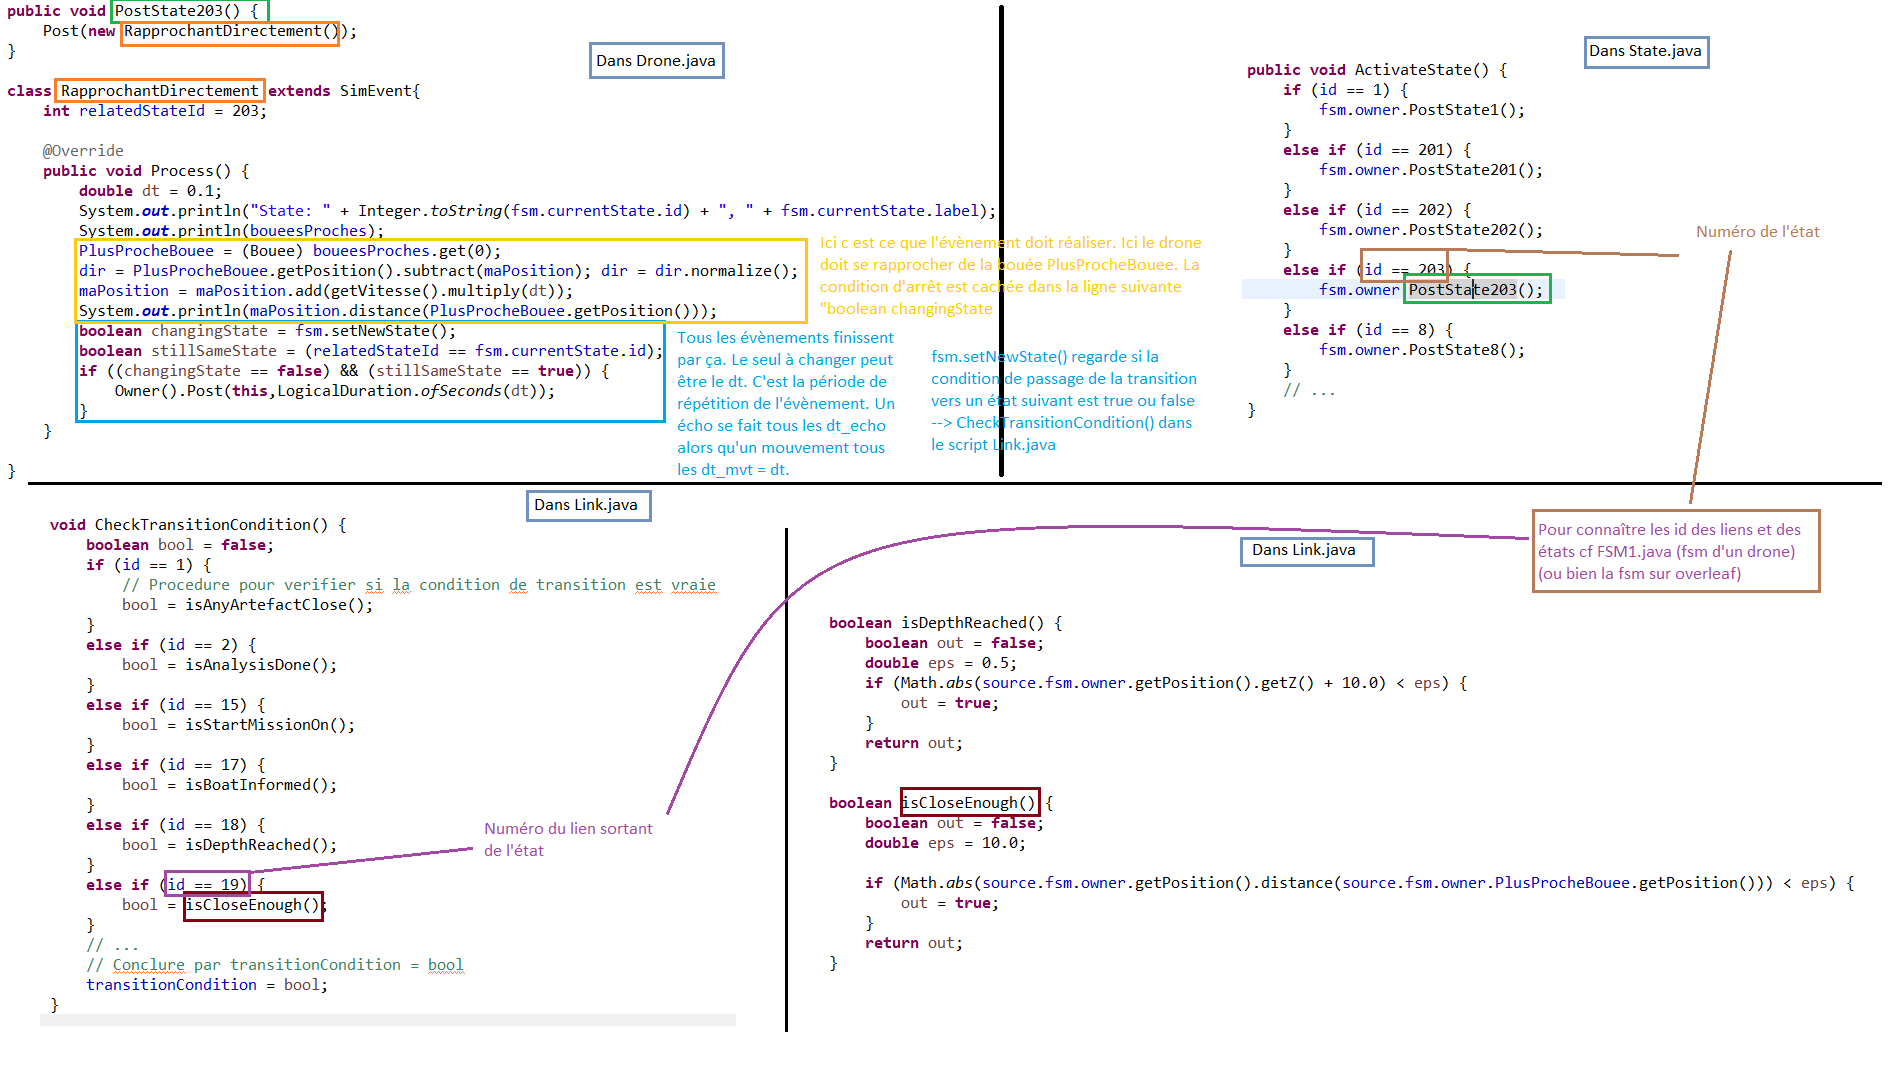 public void PostState203() {
Post(new RapprochantDirectement());
}
Dans Drone.java
class RapprochantDirectement extends SimEvent{
int relatedStateId = 203;
@Override
public void Process() {
double dt = 0.1;
System.out.println("State: " + Integer.toString(fsm.currentState.id) + ", " + fsm.currentState.label);
System.out.println(boueesProches);
PlusProcheBouee = (Bouee) boueesProches.get(0);
dir = PlusProcheBouee.getPosition().subtract(maPosition); dir = dir.normalize();
maPosition = maPosition.add(getVitesse().multiply(dt));
System.out.println(maPosition.distance(PlusProcheBouee.getPosition()));
boolean changingState = fsm.setNewState();
boolean stillSameState = (relatedStateId == fsm.currentState.id);
if ((changingState == false) && (stillSameState == true)) {
Owner().Post(this,LogicalDuration.ofSeconds(dt));
}
}
}
Ici c est ce que l'évènement doit réaliser. Ici le drone
doit se rapprocher de la bouée PlusProcheBouee. La
condition d'arrêt est cachée dans la ligne suivante
"boolean changingState
Tous les évènements finissent
par ça. Le seul à changer peut
être le dt. C'est la période de
répétition de l'évènement. Un
écho se fait tous les dt_echo
alors qu'un mouvement tous
les dt_mvt = dt.
fsm.setNewState() regarde si la
condition de passage de la transition
vers un état suivant est true ou false
--> CheckTransitionCondition() dans
le script Link.java
Dans State.java
public void ActivateState() {
if (id == 1) {
fsm.owner.PostState1();
}
else if (id == 201) {
fsm.owner.PostState201();
}
else if (id == 202) {
fsm.owner.PostState202();
}
else if (id == 203) {
fsm.owner.PostState203();
}
else if (id == 8) {
fsm.owner.PostState8();
}
// ...
}
Numéro de l'état
Dans Link.java
void CheckTransitionCondition() {
boolean bool = false;
if (id == 1) {
// Procedure pour verifier si la condition de transition est vraie
bool = isAnyArtefactClose();
}
else if (id == 2) {
bool = isAnalysisDone();
}
else if (id == 15) {
bool = isStartMissionOn();
}
else if (id == 17) {
bool = isBoatInformed();
}
else if (id == 18) {
bool = isDepthReached();
}
else if (id == 19) {
bool = isCloseEnough();
}
// ...
// Conclure par transitionCondition = bool
transitionCondition = bool;
}
Numéro du lien sortant
de l'état
Dans Link.java
Pour connaître les id des liens et des
états cf FSM1.java (fsm d'un drone)
(ou bien la fsm sur overleaf)
boolean isDepthReached() {
boolean out = false;
double eps = 0.5;
if (Math.abs(source.fsm.owner.getPosition().getZ() + 10.0) < eps) {
out = true;
}
return out;
}
boolean isCloseEnough() {
boolean out = false;
double eps = 10.0;
if (Math.abs(source.fsm.owner.getPosition().distance(source.fsm.owner.PlusProcheBouee.getPosition())) < eps) {
out = true;
}
return out;
}